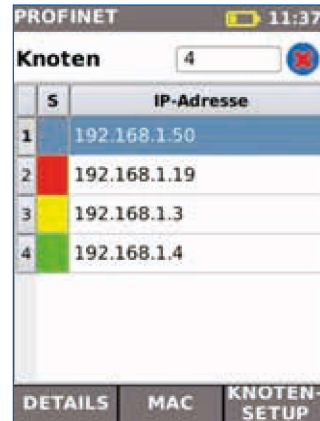 PROFINET 11:37
Knoten 4
S IP-Adresse
1 192.168.1.50
2 192.168.1.19
3 192.168.1.3
4 192.168.1.4
DETAILS MAC KNOTEN-
SETUP